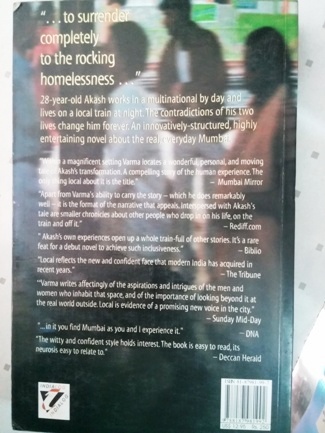 "... to surrender
completely
to the rocking
homelessness ..."
28-year-old Akash works in a multinational by day and
lives on a local train at night. The contradictions of his two
lives change him forever. An innovatively-structured, highly
entertaining novel about the real, everyday Mumbai.
a magnificent setting Varma locates a wonderful, personal, and moving
Akash's transformation. A compelling story of the human experience. The
only thing local about it is the title." – Mumbai Mirror
"Apart from Varma's ability to carry the story – which he does remarkably
well – it is the format of the narrative that appeals. Interspersed with Akash's
tale are smaller chronicles about other people who drop in on his life, on the
train and off it." – Rediff.com
"Akash's own experiences open up a whole train-full of other stories. It's a rare
feat for a debut novel to achieve such inclusiveness." – Biblio
"Local reflects the new and confident face that modern India has acquired in
recent years." – The Tribune
"Varma writes affectingly of the aspirations and intrigues of the men and
women who inhabit that space, and of the importance of looking beyond it at
the real world outside. Local is evidence of a promising new voice in the city."
– Sunday Mid-Day
"...in it you find Mumbai as you and I experience it." – DNA
"The witty and confident style holds interest. The book is easy to read, its
neurosis easy to relate to." – Deccan Herald